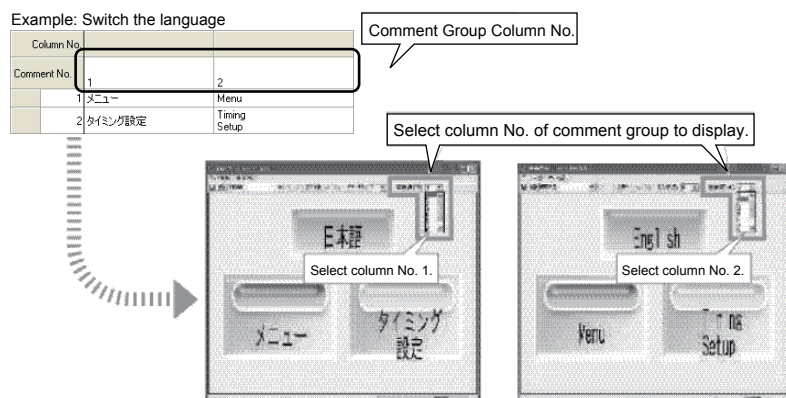 Example: Switch the language
Comment Group Column No.
Column No.
Comment No.
1
2
1 メニュー Menu
2 タイミング設定 Timing
Setup
Select column No. of comment group to display.
日本語
English
Select column No. 1.
Select column No. 2.
メニュー
タイミング
設定
Menu
Setup